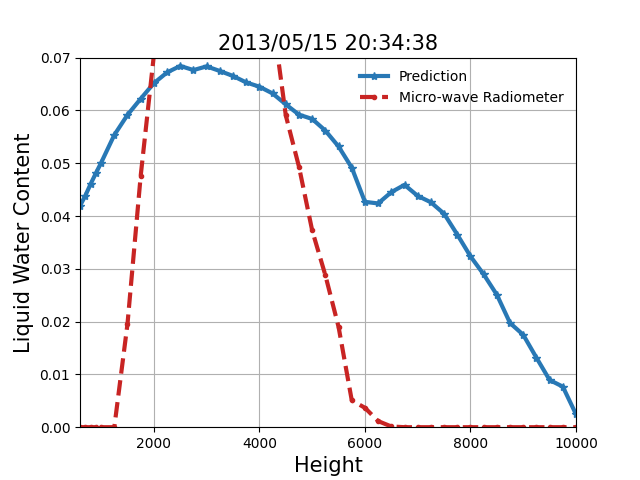 2013/05/15 20:34:38
Liquid Water Content
0.07
0.06
0.05
0.04
0.03
0.02
0.01
0.00
Prediction
Micro-wave Radiometer
2000 4000 6000 8000 10000
Height